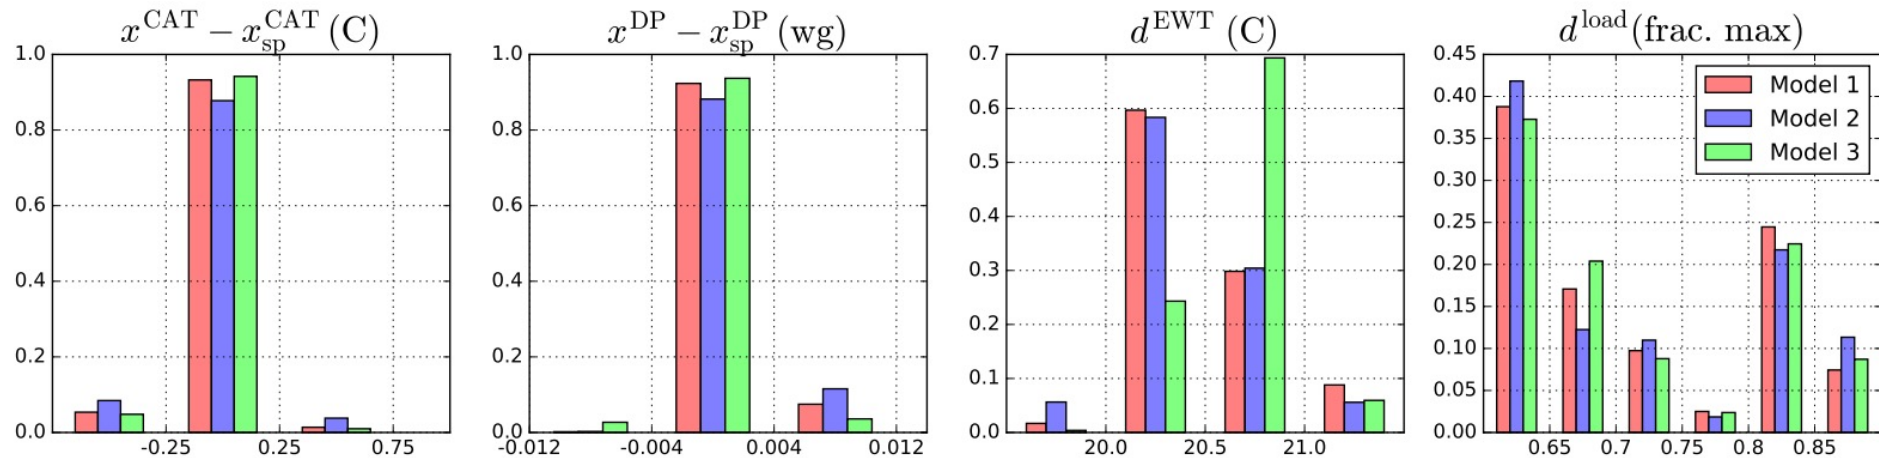 x^CAT − x_sp^CAT (C)
1.0
0.8
0.6
0.4
0.2
0.0
-0.25 0.25 0.75
x^DP − x_sp^DP (wg)
1.0
0.8
0.6
0.4
0.2
0.0
-0.012 -0.004 0.004 0.012
d^EWT (C)
0.7
0.6
0.5
0.4
0.3
0.2
0.1
0.0
20.0 20.5 21.0
d^load (frac. max)
0.45
0.40
0.35
0.30
0.25
0.20
0.15
0.10
0.05
0.00
0.65 0.7 0.75 0.8 0.85
Model 1
Model 2
Model 3